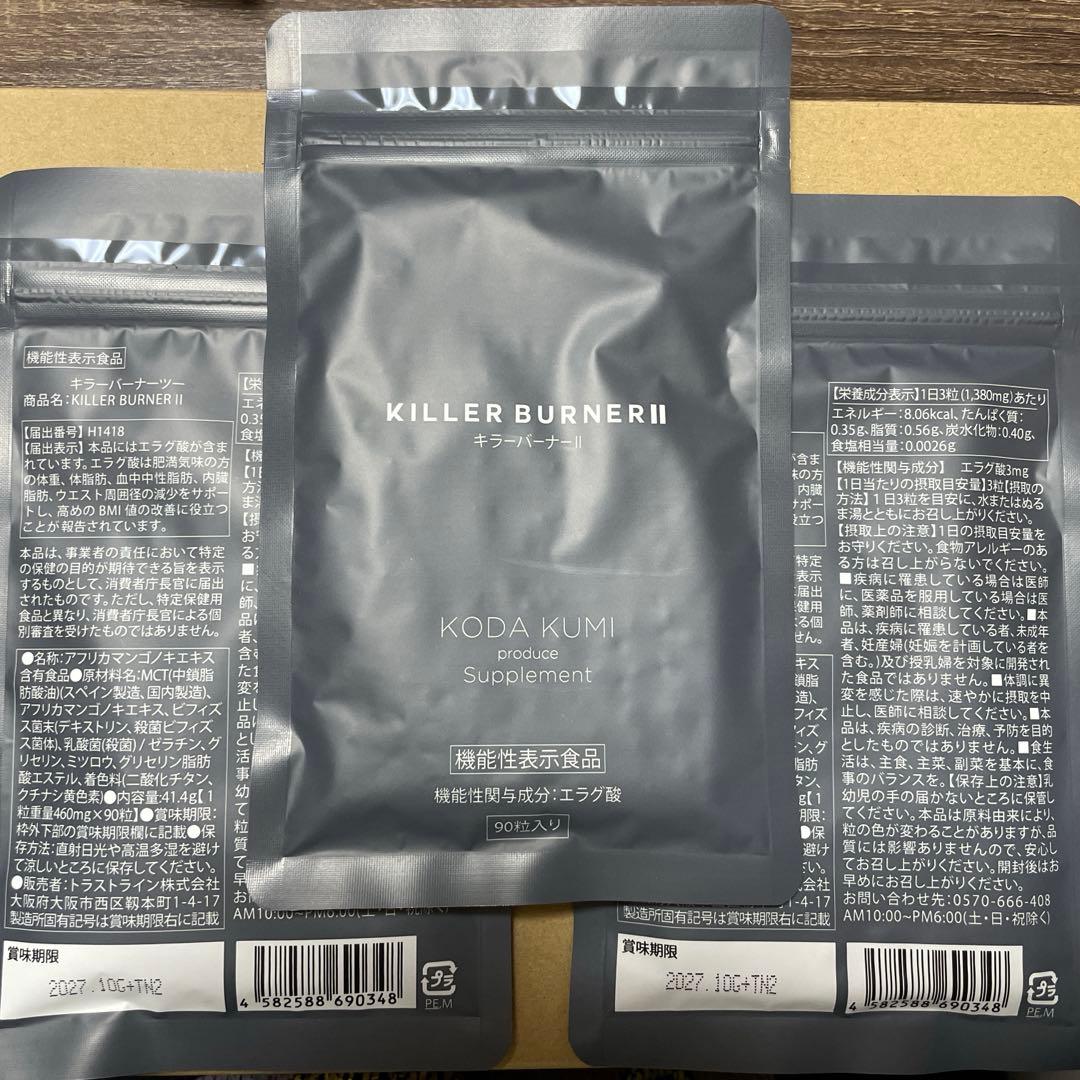 機能性表示食品
キラーバーナーツー
商品名:KILLER BURNER II
【届出番号】H1418
【届出表示】本品にはエラグ酸が含ま
れています。エラグ酸は肥満気味の方
の体重、体脂肪、血中中性脂肪、内臓
脂肪、ウエスト周囲径の減少をサポー
トし、高めの BMI 値の改善に役立つ
ことが報告されています。
本品は、事業者の責任において特定
の保健の目的が期待できる旨を表示
するものとして、消費者庁長官に届出
されたものです。ただし、特定保健用
食品と異なり、消費者庁長官による個
別審査を受けたものではありません。
●名称:アフリカマンゴノキエキス
含有食品●原材料名:MCT(中鎖脂
肪酸油)(スペイン製造、国内製造)、
アフリカマンゴノキエキス、ビフィズ
ス菌末(デキストリン、殺菌ビフィズ
ス菌体)、乳酸菌(殺菌) / ゼラチン、グ
リセリン、ミツロウ、グリセリン脂肪
酸エステル、着色料(二酸化チタン、
クチナシ黄色素)●内容量:41.4g【1
粒重量460mg×90粒】●賞味期限:
枠外下部の賞味期限欄に記載●保
存方法:直射日光や高温多湿を避け
て涼しいところに保存してください。
●販売者:トラストライン株式会社
大阪府大阪市西区靱本町1-4-17
製造所固有記号は賞味期限右に記載
賞味期限
2027.10G+TN2
AM10:00~PM6:00(土・日・祝除く)
4 582588 690348
プラ
PE,M
KILLER BURNER II
キラーバーナーII
KODA KUMI
produce
Supplement
機能性表示食品
機能性関与成分:エラグ酸
90粒入り
【栄養成分表示】1日3粒(1,380mg)あたり
エネルギー:8.06kcal、たんぱく質:
0.35g、脂質:0.56g、炭水化物:0.40g、
食塩相当量:0.0026g
【機能性関与成分】 エラグ酸3mg
【1日当たりの摂取目安量】3粒【摂取の
方法】1日3粒を目安に、水またはぬる
ま湯とともにお召し上がりください。
【摂取上の注意】1日の摂取目安量を
お守りください。食物アレルギーのあ
る方は召し上がらないでください。
■疾病に罹患している場合は医師
に、医薬品を服用している場合は医
師、薬剤師に相談してください。■本
品は、疾病に罹患している者、未成年
者、妊産婦(妊娠を計画している者を
含む。)及び授乳婦を対象に開発され
た食品ではありません。■体調に異
変を感じた際は、速やかに摂取を中
止し、医師に相談してください。■本
品は、疾病の診断、治療、予防を目的
としたものではありません。■食生
活は、主食、主菜、副菜を基本に、食
事のバランスを。【保存上の注意】乳
幼児の手の届かないところに保管し
てください。本品は原料由来により、
粒の色が変わることがありますが、品
質には影響ありませんので、安心し
てお召し上がりください。開封後はお
早めにお召し上がりください。
お問い合わせ先:0570-666-408
AM10:00~PM6:00(土・日・祝除く)
賞味期限
2027.10G+TN2
4 582588 690348
プラ
PE,M